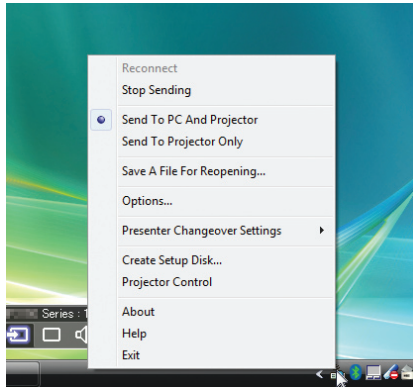 Reconnect
Stop Sending
Send To PC And Projector
Send To Projector Only
Save A File For Reopening...
Options...
Presenter Changeover Settings
Create Setup Disk...
Projector Control
About
Series :
Help
Exit